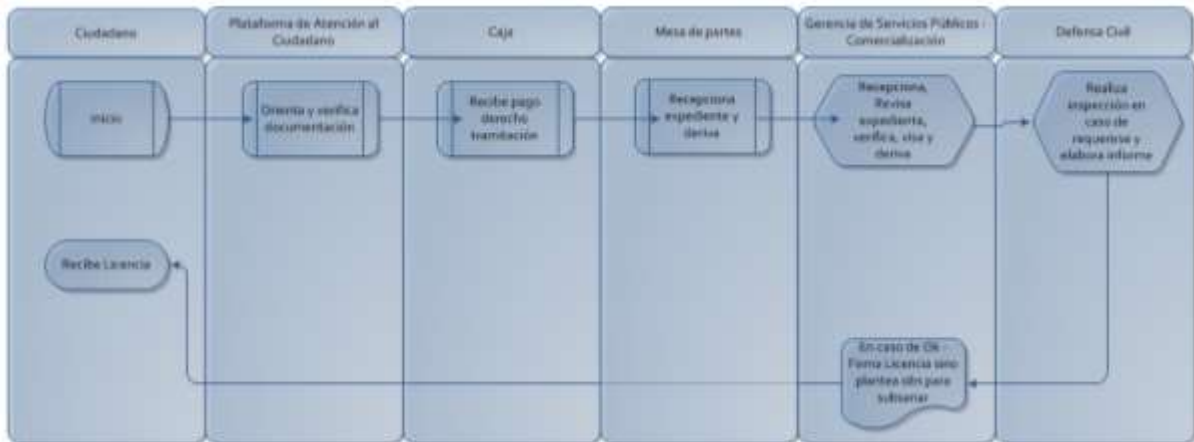 Ciudadano
Plataforma de Atención al
Ciudadano
Caja
Mesa de partes
Gerencia de Servicios Públicos -
Comercialización
Defensa Civil
Inicio
Orienta y verifica
documentación
Recibe pago
derecho
tramitación
Recepciona
expediente y
deriva
Recepciona,
Revisa
expediente,
verifica, visa y
deriva
Realiza
inspección en
caso de
requerirse y
elabora informe
Recibe Licencia
En caso de Ok -
Firma Licencia sino
plantea obs para
subsanar